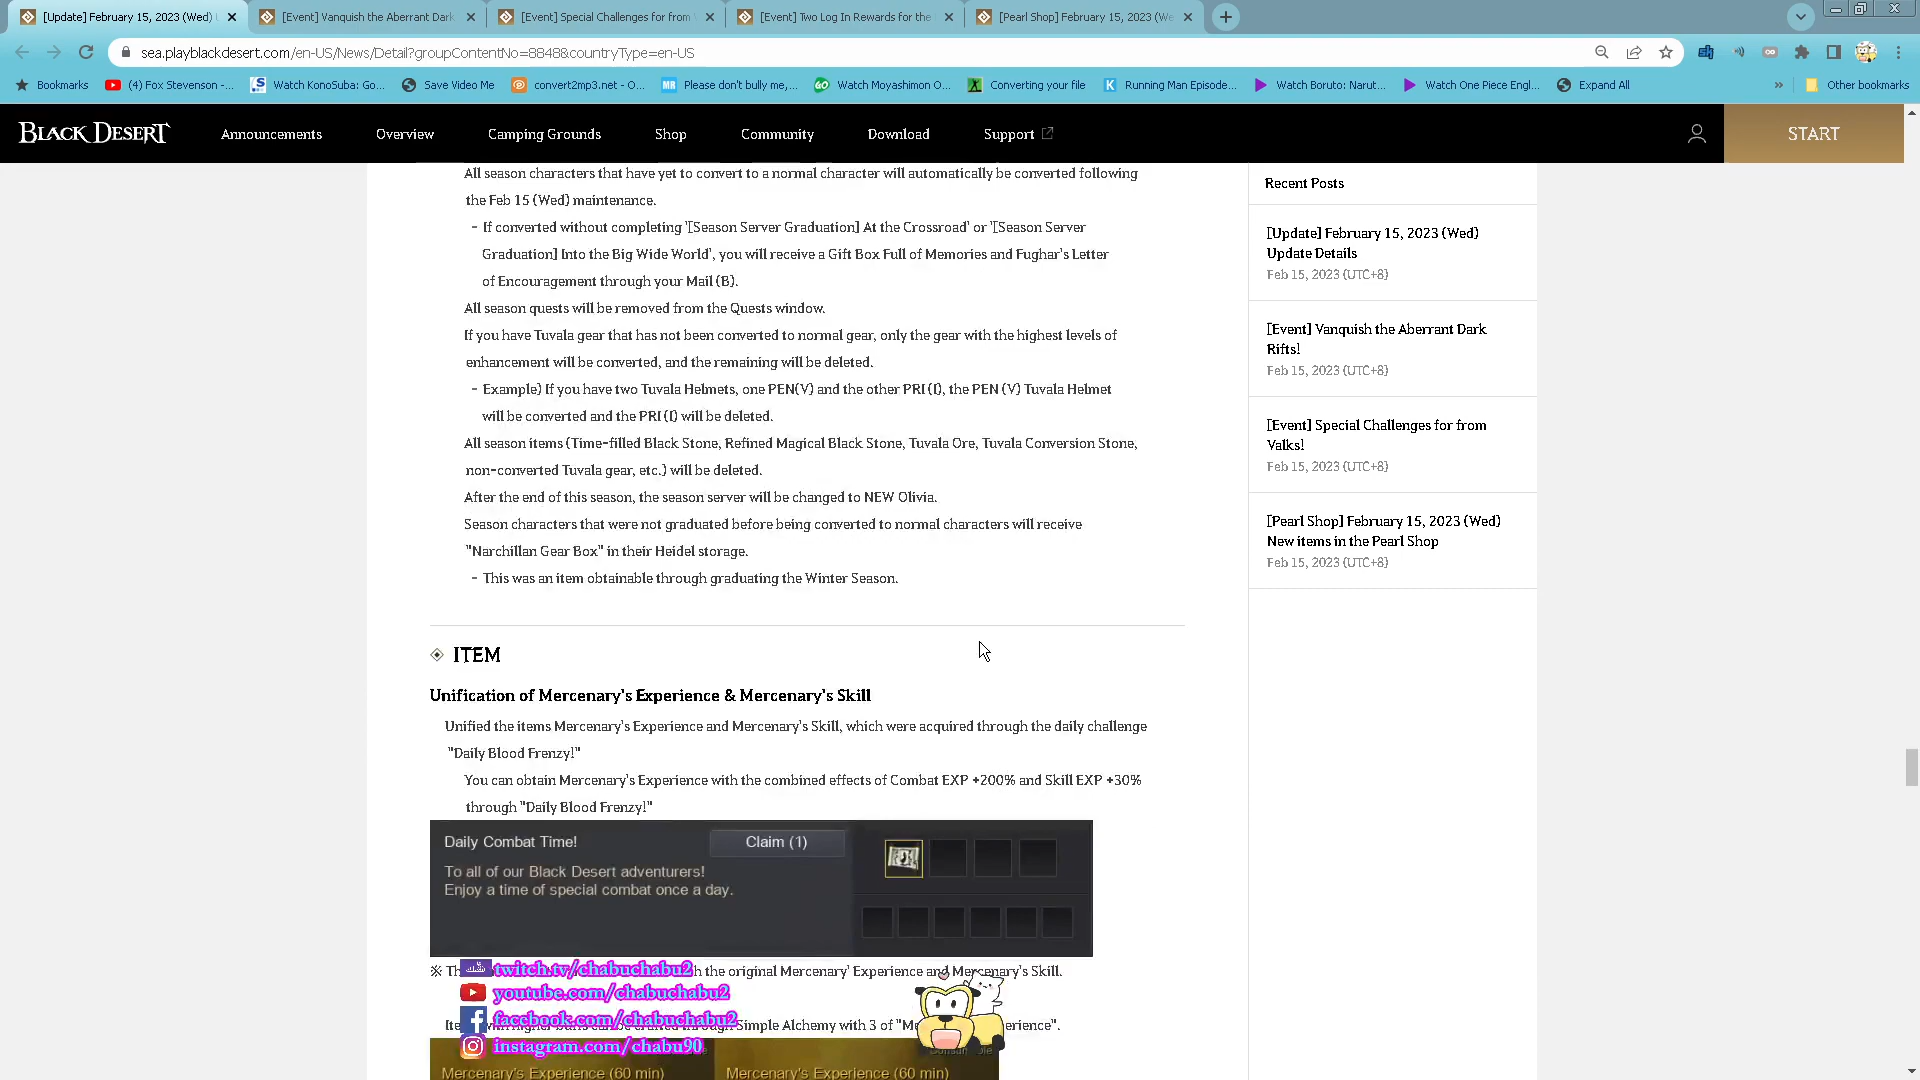 [Update] February 15, 2023 (Wed) U
[Event] Vanquish the Aberrant Dark
[Event] Special Challenges for from
[Event] Two Log In Rewards for the
[Pearl Shop] February 15, 2023 (We
sea.playblackdesert.com/en-US/News/Detail?groupContentNo=8848&countryType=en-US
Bookmarks
(4) Fox Stevenson -...
Watch KonoSuba: Go...
Save Video Me
convert2mp3.net - O...
Please don't bully me,...
Watch Moyashimon O...
Converting your file
Running Man Episode...
Watch Boruto: Narut...
Watch One Piece Engl...
Expand All
»
Other bookmarks
BLACK DESERT
Announcements
Overview
Camping Grounds
Shop
Community
Download
Support
START
All season characters that have yet to convert to a normal character will automatically be converted following
the Feb 15 (Wed) maintenance.
- If converted without completing '[Season Server Graduation] At the Crossroad' or '[Season Server
Graduation] Into the Big Wide World', you will receive a Gift Box Full of Memories and Fughar's Letter
of Encouragement through your Mail (B).
All season quests will be removed from the Quests window.
If you have Tuvala gear that has not been converted to normal gear, only the gear with the highest levels of
enhancement will be converted, and the remaining will be deleted.
- Example) If you have two Tuvala Helmets, one PEN(V) and the other PRI (I), the PEN (V) Tuvala Helmet
will be converted and the PRI (I) will be deleted.
All season items (Time-filled Black Stone, Refined Magical Black Stone, Tuvala Ore, Tuvala Conversion Stone,
non-converted Tuvala gear, etc.) will be deleted.
After the end of this season, the season server will be changed to NEW Olivia.
Season characters that were not graduated before being converted to normal characters will receive
"Narchillan Gear Box" in their Heidel storage.
- This was an item obtainable through graduating the Winter Season.
ITEM
Unification of Mercenary's Experience & Mercenary's Skill
Unified the items Mercenary's Experience and Mercenary's Skill, which were acquired through the daily challenge
"Daily Blood Frenzy!"
You can obtain Mercenary's Experience with the combined effects of Combat EXP +200% and Skill EXP +30%
through "Daily Blood Frenzy!"
Daily Combat Time!
Claim (1)
To all of our Black Desert adventurers!
Enjoy a time of special combat once a day.
※ Th
h the original Mercenary' Experience and Mercenary's Skill.
Simple Alchemy with 3 of "Me
erience".
twitch.tv/chabuchabu2
youtube.com/chabuchabu2
facebook.com/chabuchabu2
instagram.com/chabu90
Mercenary's Experience (60 min)
Mercenary's Experience (60 min)
Recent Posts
[Update] February 15, 2023 (Wed)
Update Details
Feb 15, 2023 (UTC+8)
[Event] Vanquish the Aberrant Dark
Rifts!
Feb 15, 2023 (UTC+8)
[Event] Special Challenges for from
Valks!
Feb 15, 2023 (UTC+8)
[Pearl Shop] February 15, 2023 (Wed)
New items in the Pearl Shop
Feb 15, 2023 (UTC+8)